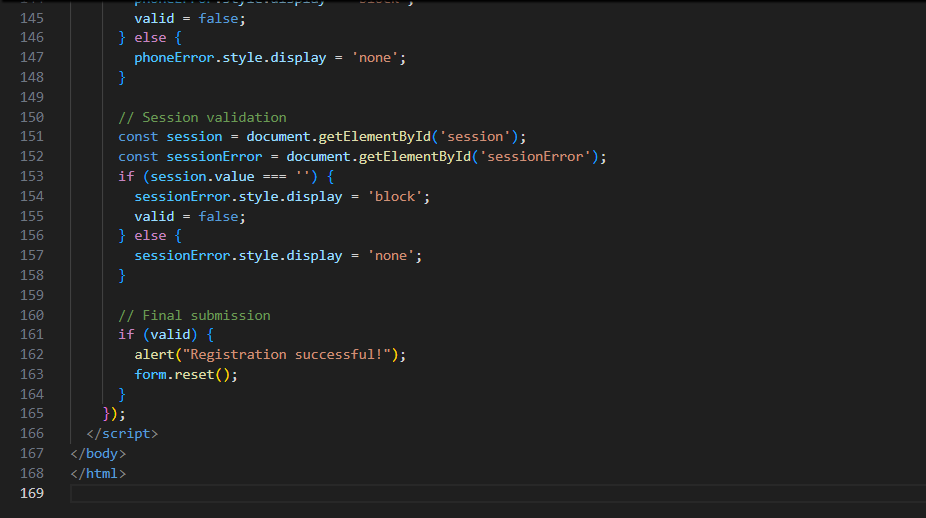 145 valid = false;
146 } else {
147 phoneError.style.display = 'none';
148 }
149
150 // Session validation
151 const session = document.getElementById('session');
152 const sessionError = document.getElementById('sessionError');
153 if (session.value === '') {
154 sessionError.style.display = 'block';
155 valid = false;
156 } else {
157 sessionError.style.display = 'none';
158 }
159
160 // Final submission
161 if (valid) {
162 alert("Registration successful!");
163 form.reset();
164 }
165 });
166 </script>
167 </body>
168 </html>
169